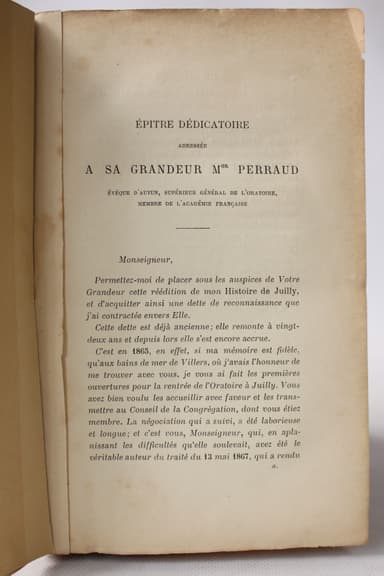 ÉPITRE DÉDICATOIRE
ADRESSÉE
A SA GRANDEUR Mgr PERRAUD
ÉVÊQUE D'AUTUN, SUPÉRIEUR GÉNÉRAL DE L'ORATOIRE,
MEMBRE DE L'ACADÉMIE FRANÇAISE
Monseigneur,
Permettez-moi de placer sous les auspices de Votre
Grandeur cette réédition de mon Histoire de Juilly,
et d'acquitter ainsi une dette de reconnaissance que
j'ai contractée envers Elle.
Cette dette est déjà ancienne; elle remonte à vingt-
deux ans et depuis lors elle s'est encore accrue.
C'est en 1865, en effet, si ma mémoire est fidèle,
qu'aux bains de mer de Villers, où j'avais l'honneur de
me trouver avec vous, je vous ai fait les premières
ouvertures pour la rentrée de l'Oratoire à Juilly. Vous
avez bien voulu les accueillir avec faveur et les trans-
mettre au Conseil de la Congrégation, dont vous étiez
membre. La négociation qui a suivi, a été laborieuse
et longue; et c'est vous, Monseigneur, qui, en apla-
nissant les difficultés qu'elle soulevait, avez été le
véritable auteur du traité du 13 mai 1867, qui a rendu
a.